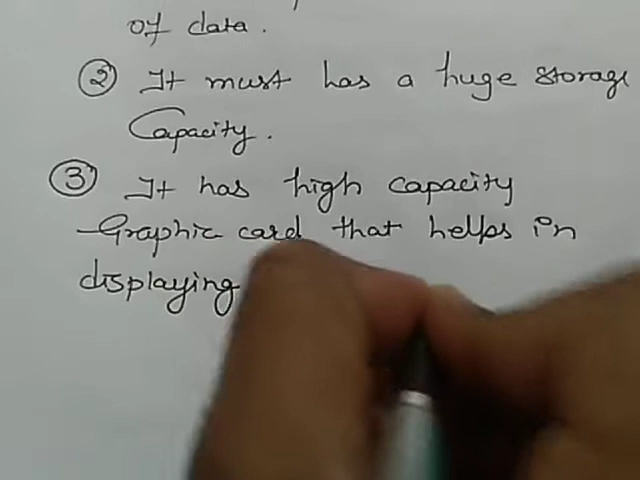 of data.
② It must has a huge storage
Capacity.
③ It has high capacity
Graphic card that helps in
displaying